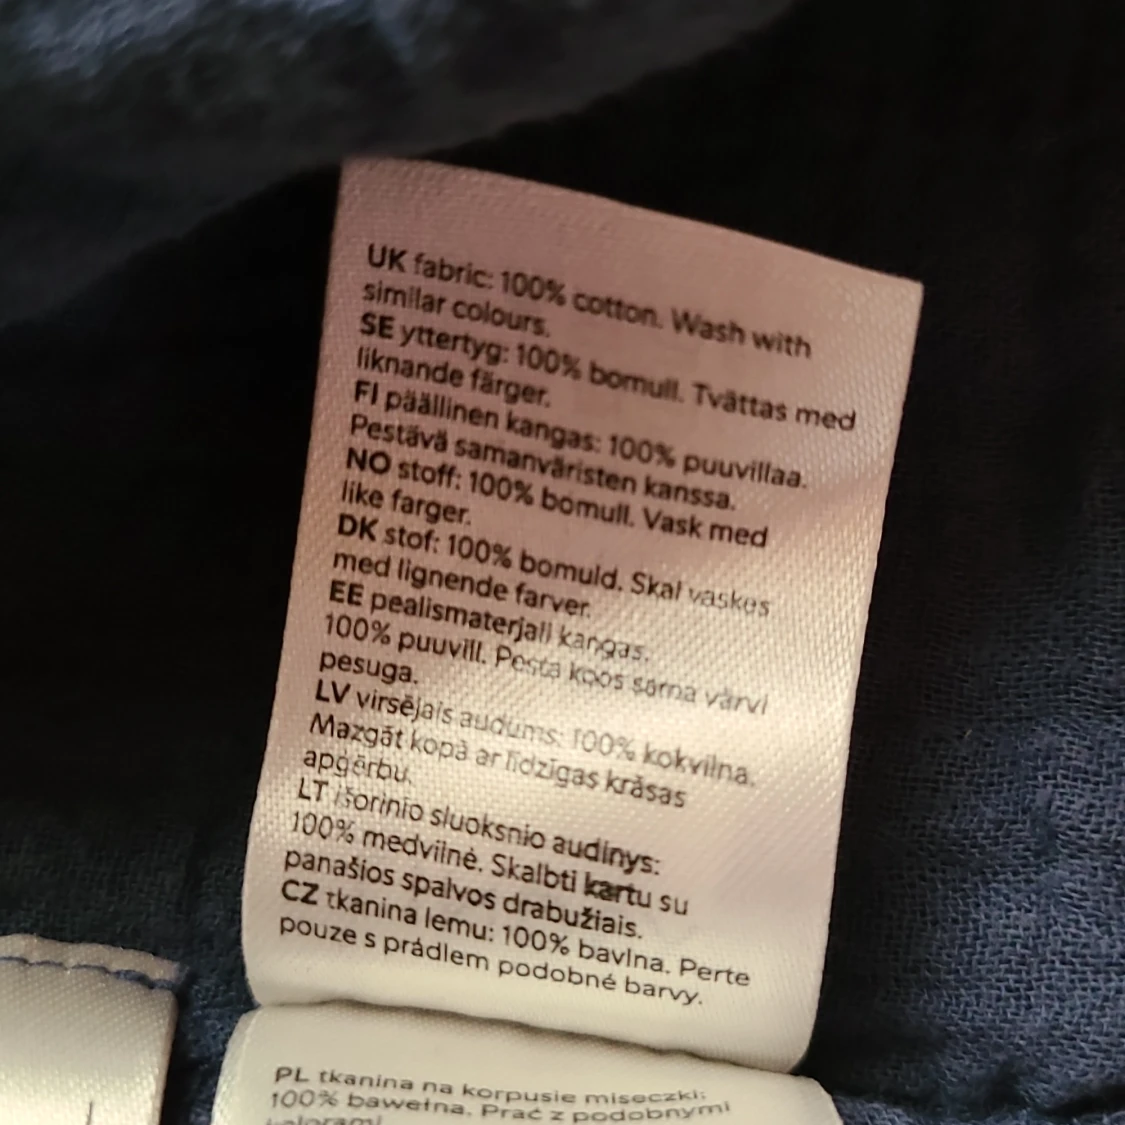 UK fabric: 100% cotton. Wash with
similar colours.
SE yttertyg: 100% bomull. Tvättas med
liknande färger.
FI päällinen kangas: 100% puuvillaa.
Pestävä samanväristen kanssa.
NO stoff: 100% bomull. Vask med
like farger.
DK stof: 100% bomuld. Skal vaskes
med lignende farver.
EE pealismaterjali kangas.
100% puuvill. Pesta koos sama värvi
pesuga.
LV virsējais audums: 100% kokvilna.
Mazgāt kopā ar līdzīgas krāsas
apģērbu.
LT išorinio sluoksnio audinys:
100% medvilnė. Skalbti kartu su
panašios spalvos drabužiais.
CZ tkanina lemu: 100% bavlna. Perte
pouze s prádlem podobné barvy.
PL tkanina na korpusie miseczki:
100% bawełna. Prać z podobnymi